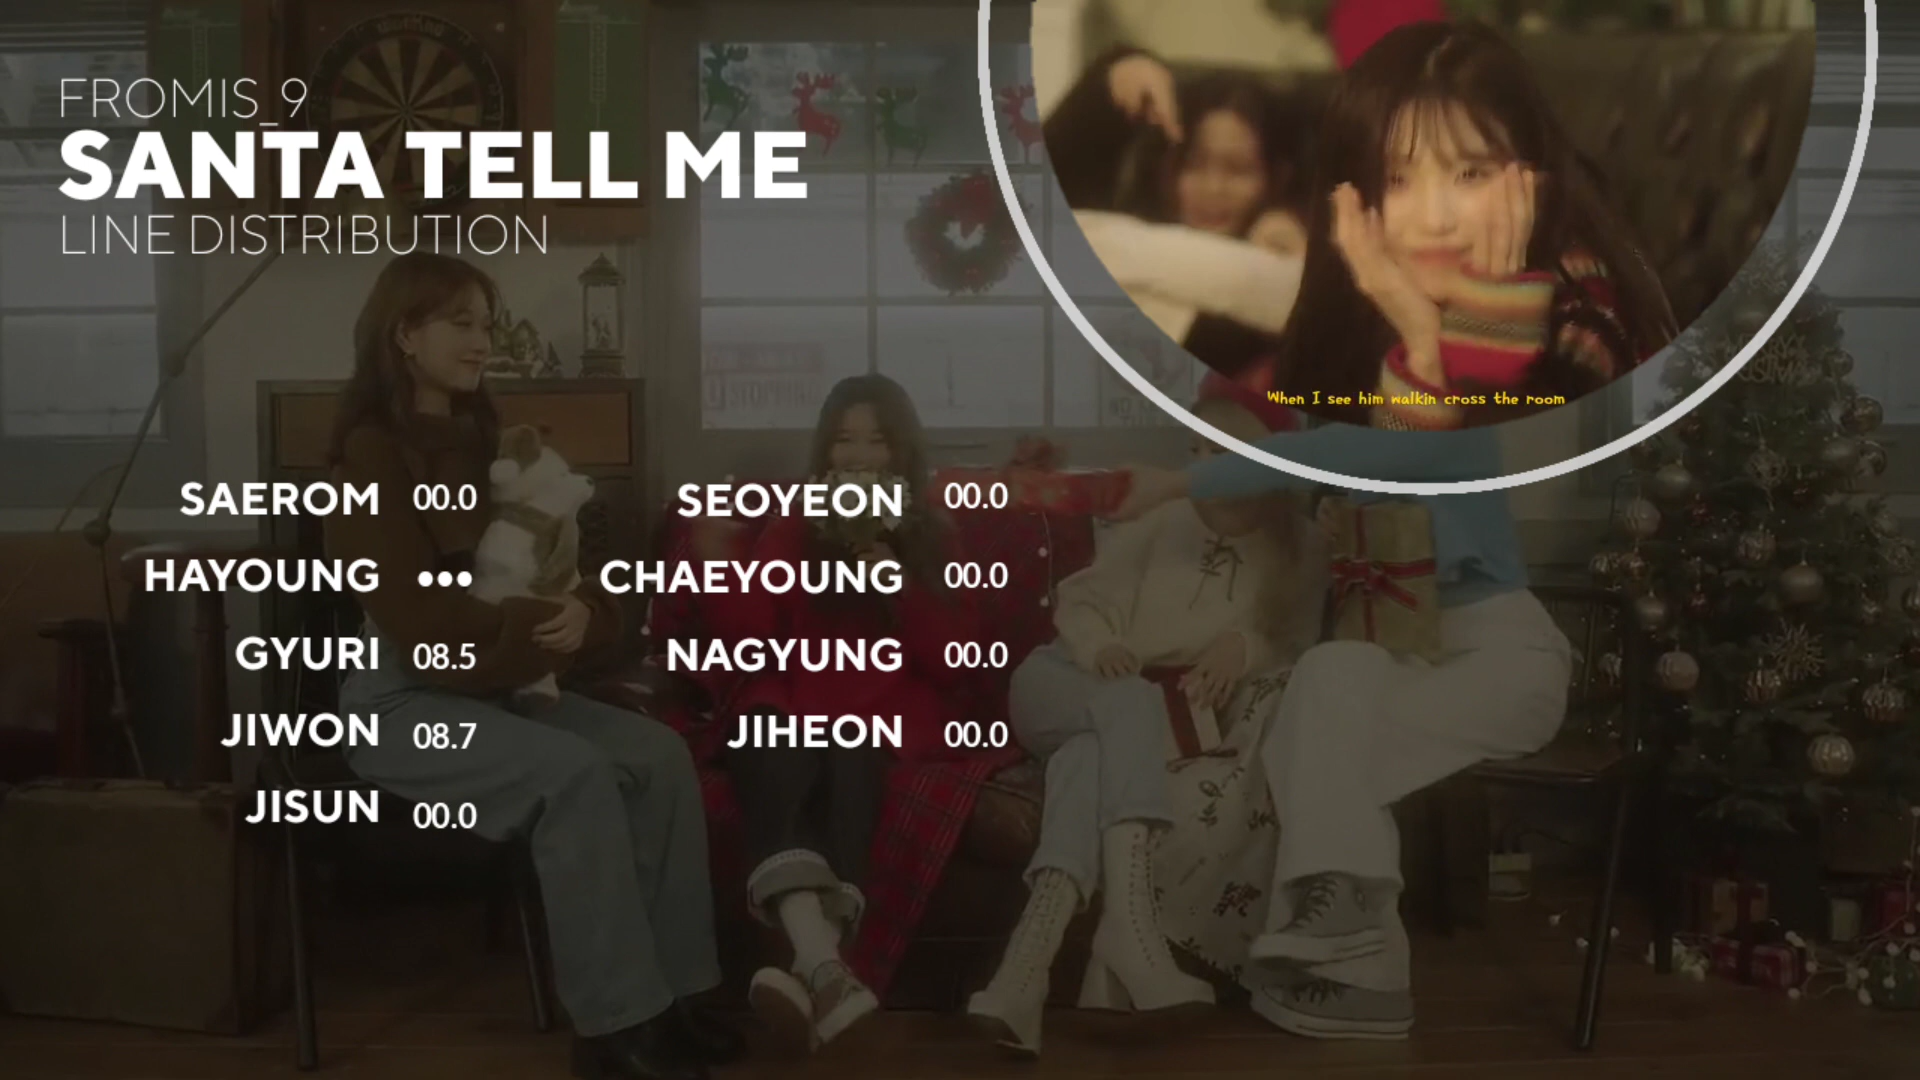 FROMIS_9
SANTA TELL ME
LINE DISTRIBUTION
When I see him walkin cross the room
SAEROM 00.0
HAYOUNG •••
GYURI 08.5
JIWON 08.7
JISUN 00.0
SEOYEON 00.0
CHAEYOUNG 00.0
NAGYUNG 00.0
JIHEON 00.0